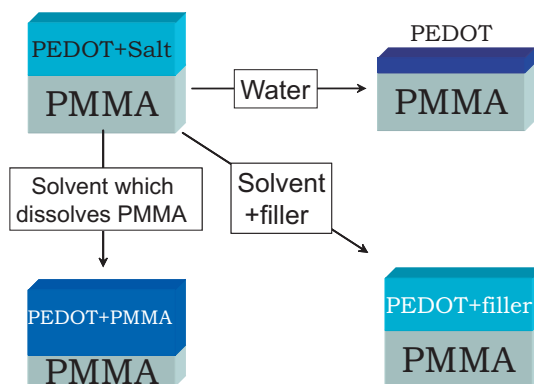 PEDOT+Salt
PMMA
Water
PEDOT
PMMA
Solvent which
dissolves PMMA
Solvent
+filler
PEDOT+PMMA
PMMA
PEDOT+filler
PMMA